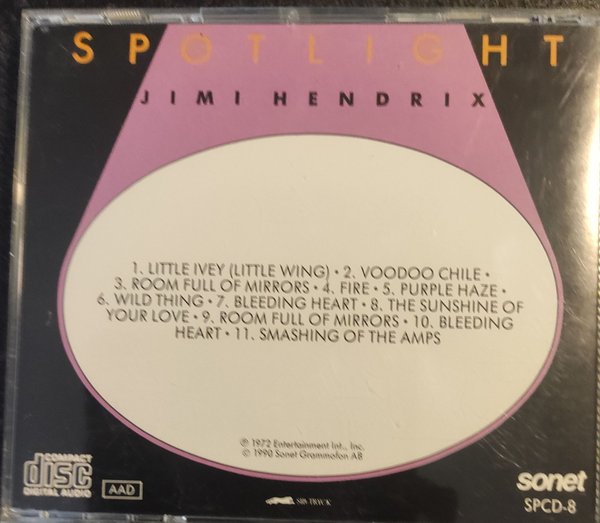 SPOTLIGHT
JIMI HENDRIX
1. LITTLE IVEY (LITTLE WING) • 2. VOODOO CHILE •
3. ROOM FULL OF MIRRORS • 4. FIRE • 5. PURPLE HAZE •
6. WILD THING • 7. BLEEDING HEART • 8. THE SUNSHINE OF
YOUR LOVE • 9. ROOM FULL OF MIRRORS • 10. BLEEDING
HEART • 11. SMASHING OF THE AMPS
℗ 1972 Entertainment Int., Inc.
© 1990 Sonet Grammofon AB
COMPACT
disc
DIGITAL AUDIO
AAD
sonet
SPCD-8